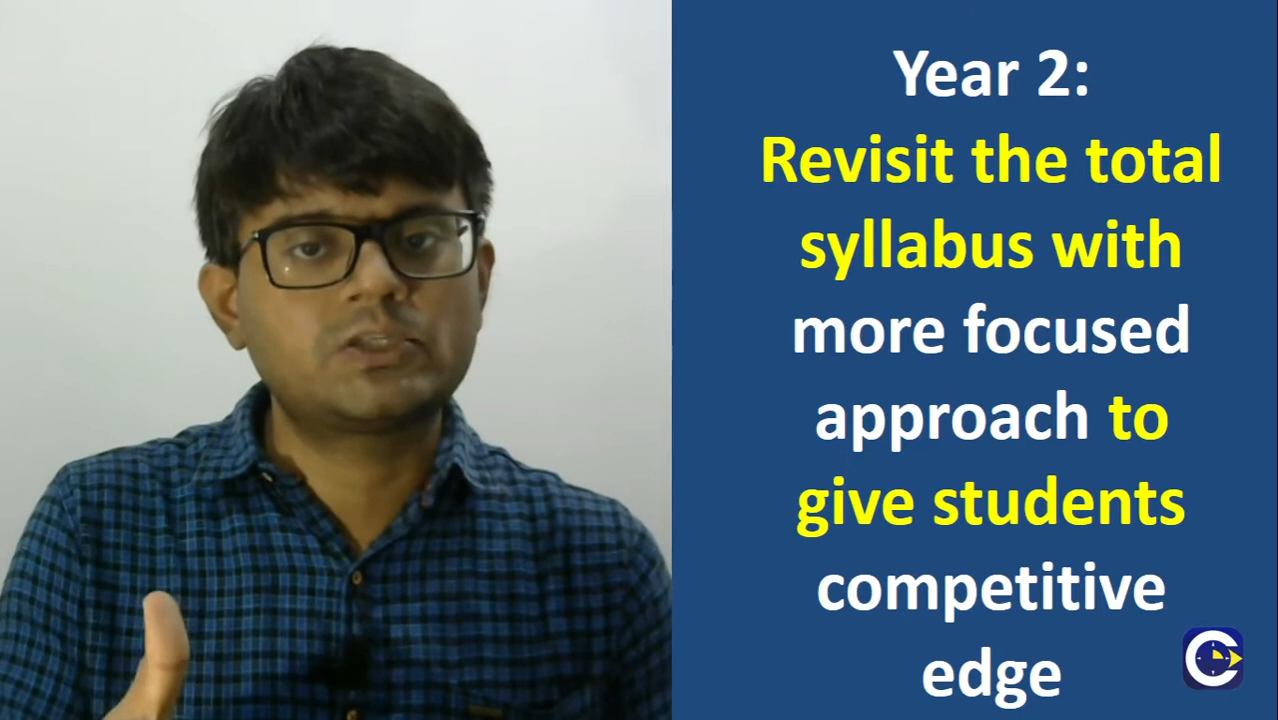 Year 2:
Revisit the total
syllabus with
more focused
approach to
give students
competitive
edge